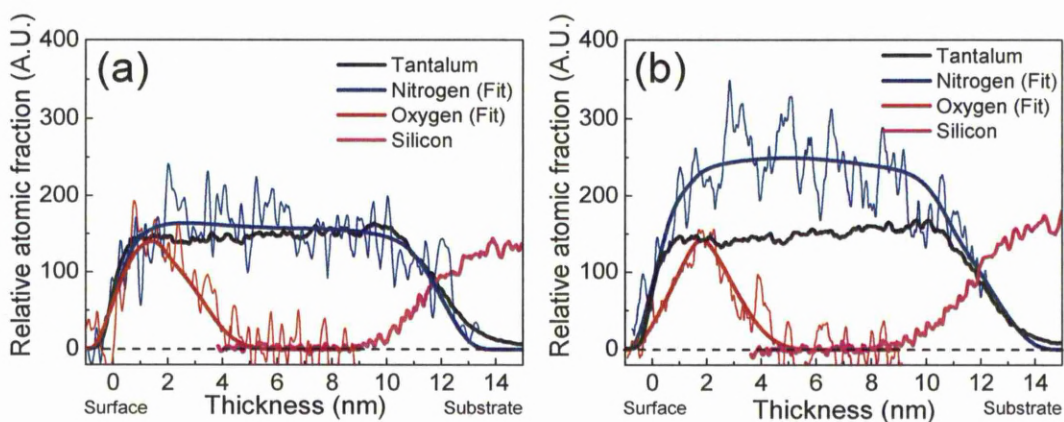 (a)
Relative atomic fraction (A.U.)
400
300
200
100
0
Tantalum
Nitrogen (Fit)
Oxygen (Fit)
Silicon
0 2 4 6 8 10 12 14
Surface Thickness (nm) Substrate
(b)
Relative atomic fraction (A.U.)
400
300
200
100
0
Tantalum
Nitrogen (Fit)
Oxygen (Fit)
Silicon
0 2 4 6 8 10 12 14
Surface Thickness (nm) Substrate